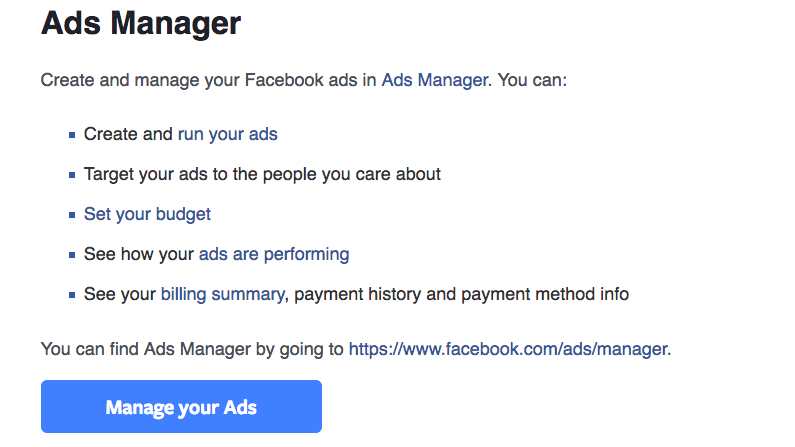 Ads Manager
Create and manage your Facebook ads in Ads Manager. You can:
Create and run your ads
Target your ads to the people you care about
Set your budget
See how your ads are performing
See your billing summary, payment history and payment method info
You can find Ads Manager by going to https://www.facebook.com/ads/manager.
Manage your Ads